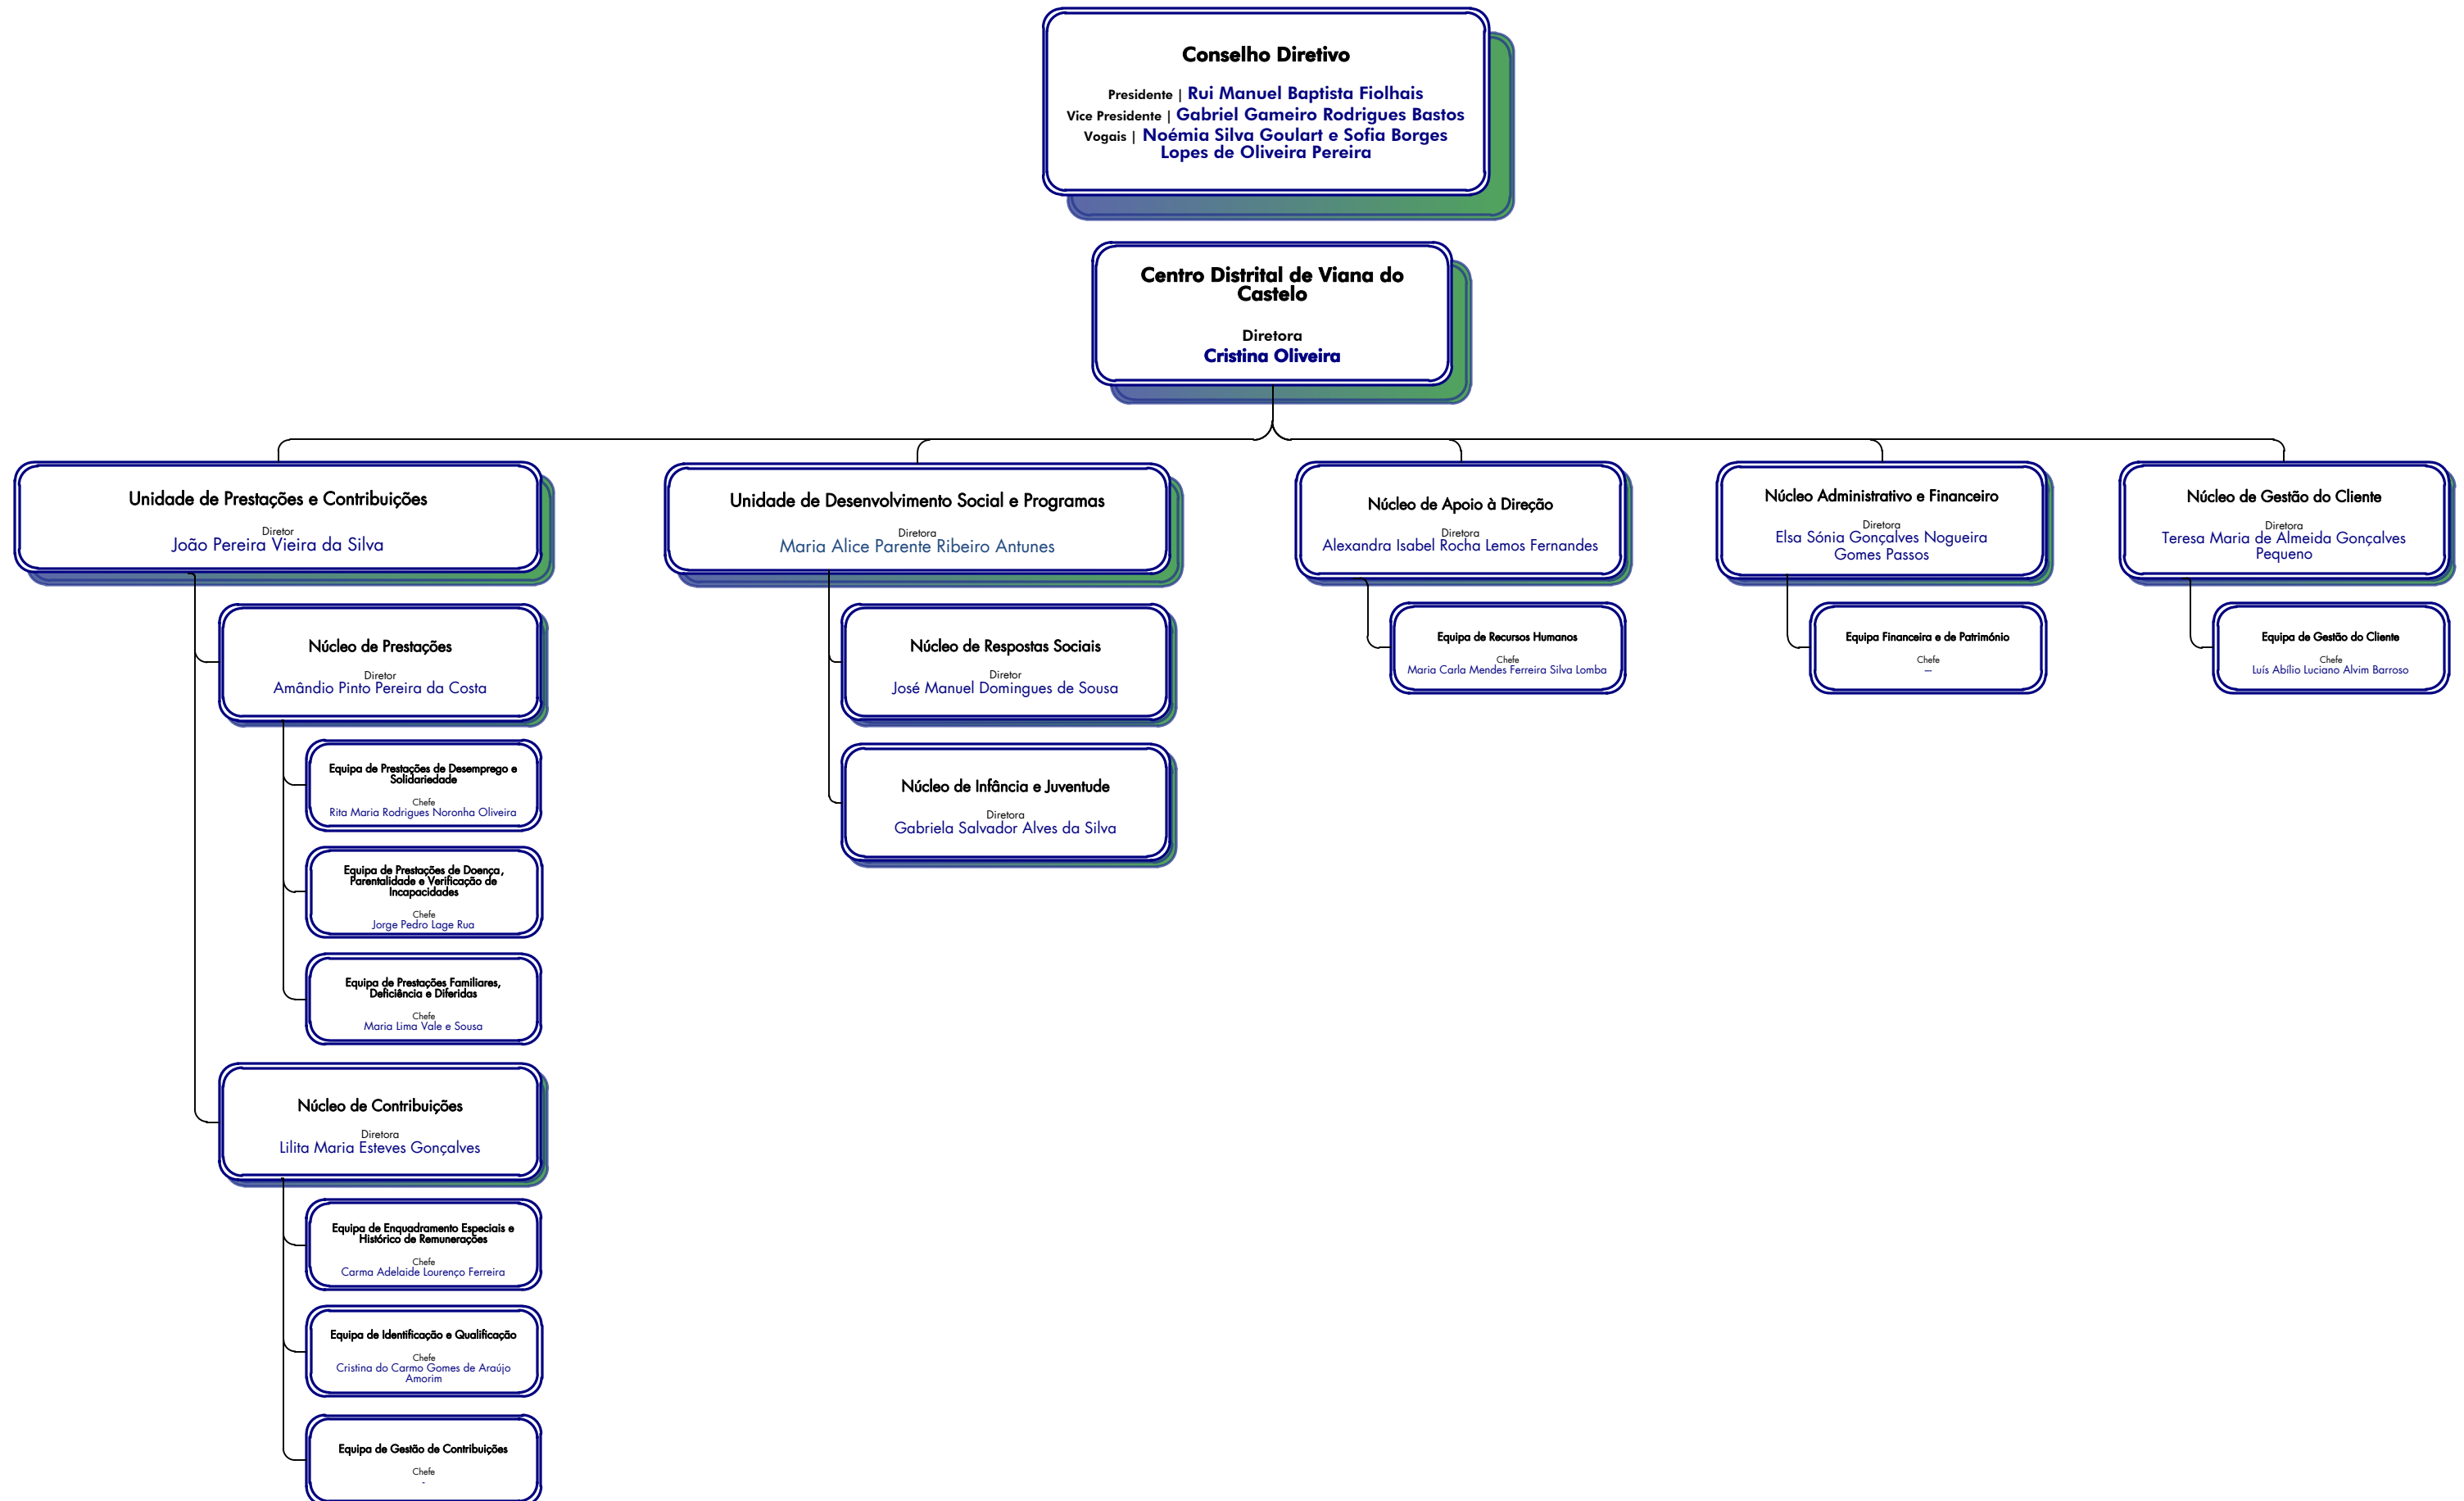 Conselho Diretivo
Presidente | Rui Manuel Baptista Fiolhais
Vice Presidente | Gabriel Gameiro Rodrigues Bastos
Vogais | Noémia Silva Goulart e Sofia Borges
Lopes de Oliveira Pereira
Centro Distrital de Viana do
Castelo
Diretora
Cristina Oliveira
Unidade de Prestações e Contribuições
Diretor
João Pereira Vieira da Silva
Unidade de Desenvolvimento Social e Programas
Diretora
Maria Alice Parente Ribeiro Antunes
Núcleo de Apoio à Direção
Diretora
Alexandra Isabel Rocha Lemos Fernandes
Núcleo Administrativo e Financeiro
Diretora
Elsa Sónia Gonçalves Nogueira
Gomes Passos
Núcleo de Gestão do Cliente
Diretora
Teresa Maria de Almeida Gonçalves
Pequeno
Núcleo de Prestações
Diretor
Amândio Pinto Pereira da Costa
Núcleo de Respostas Sociais
Diretor
José Manuel Domingues de Sousa
Equipa de Recursos Humanos
Chefe
Maria Carla Mendes Ferreira Silva Lomba
Equipa Financeira e de Património
Chefe
—
Equipa de Gestão do Cliente
Chefe
Luís Abílio Luciano Alvim Barroso
Equipa de Prestações de Desemprego e
Solidariedade
Chefe
Rita Maria Rodrigues Noronha Oliveira
Núcleo de Infância e Juventude
Diretora
Gabriela Salvador Alves da Silva
Equipa de Prestações de Doença,
Parentalidade e Verificação de
Incapacidades
Chefe
Jorge Pedro Lage Rua
Equipa de Prestações Familiares,
Deficiência e Diferidas
Chefe
Maria Lima Vale e Sousa
Núcleo de Contribuições
Diretora
Lilita Maria Esteves Gonçalves
Equipa de Enquadramento Especiais e
Histórico de Remunerações
Chefe
Carma Adelaide Lourenço Ferreira
Equipa de Identificação e Qualificação
Chefe
Cristina do Carmo Gomes de Araújo
Amorim
Equipa de Gestão de Contribuições
Chefe
-